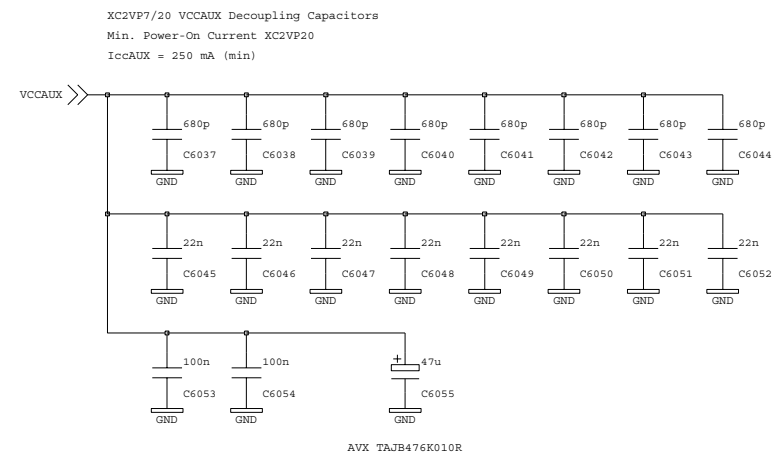 XC2VP7/20 VCCAUX Decoupling Capacitors
Min. Power-On Current XC2VP20
IccAUX = 250 mA (min)
VCCAUX
680p 680p 680p 680p 680p 680p 680p 680p
C6037 C6038 C6039 C6040 C6041 C6042 C6043 C6044
GND GND GND GND GND GND GND GND
22n 22n 22n 22n 22n 22n 22n 22n
C6045 C6046 C6047 C6048 C6049 C6050 C6051 C6052
GND GND GND GND GND GND GND GND
100n 100n + 47u
C6053 C6054 C6055
GND GND GND
AVX TAJB476K010R